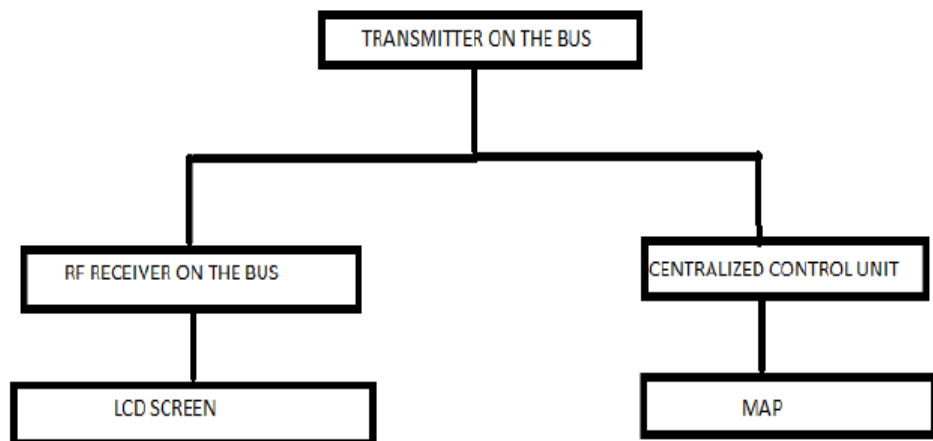 TRANSMITTER ON THE BUS
RF RECEIVER ON THE BUS
CENTRALIZED CONTROL UNIT
LCD SCREEN
MAP